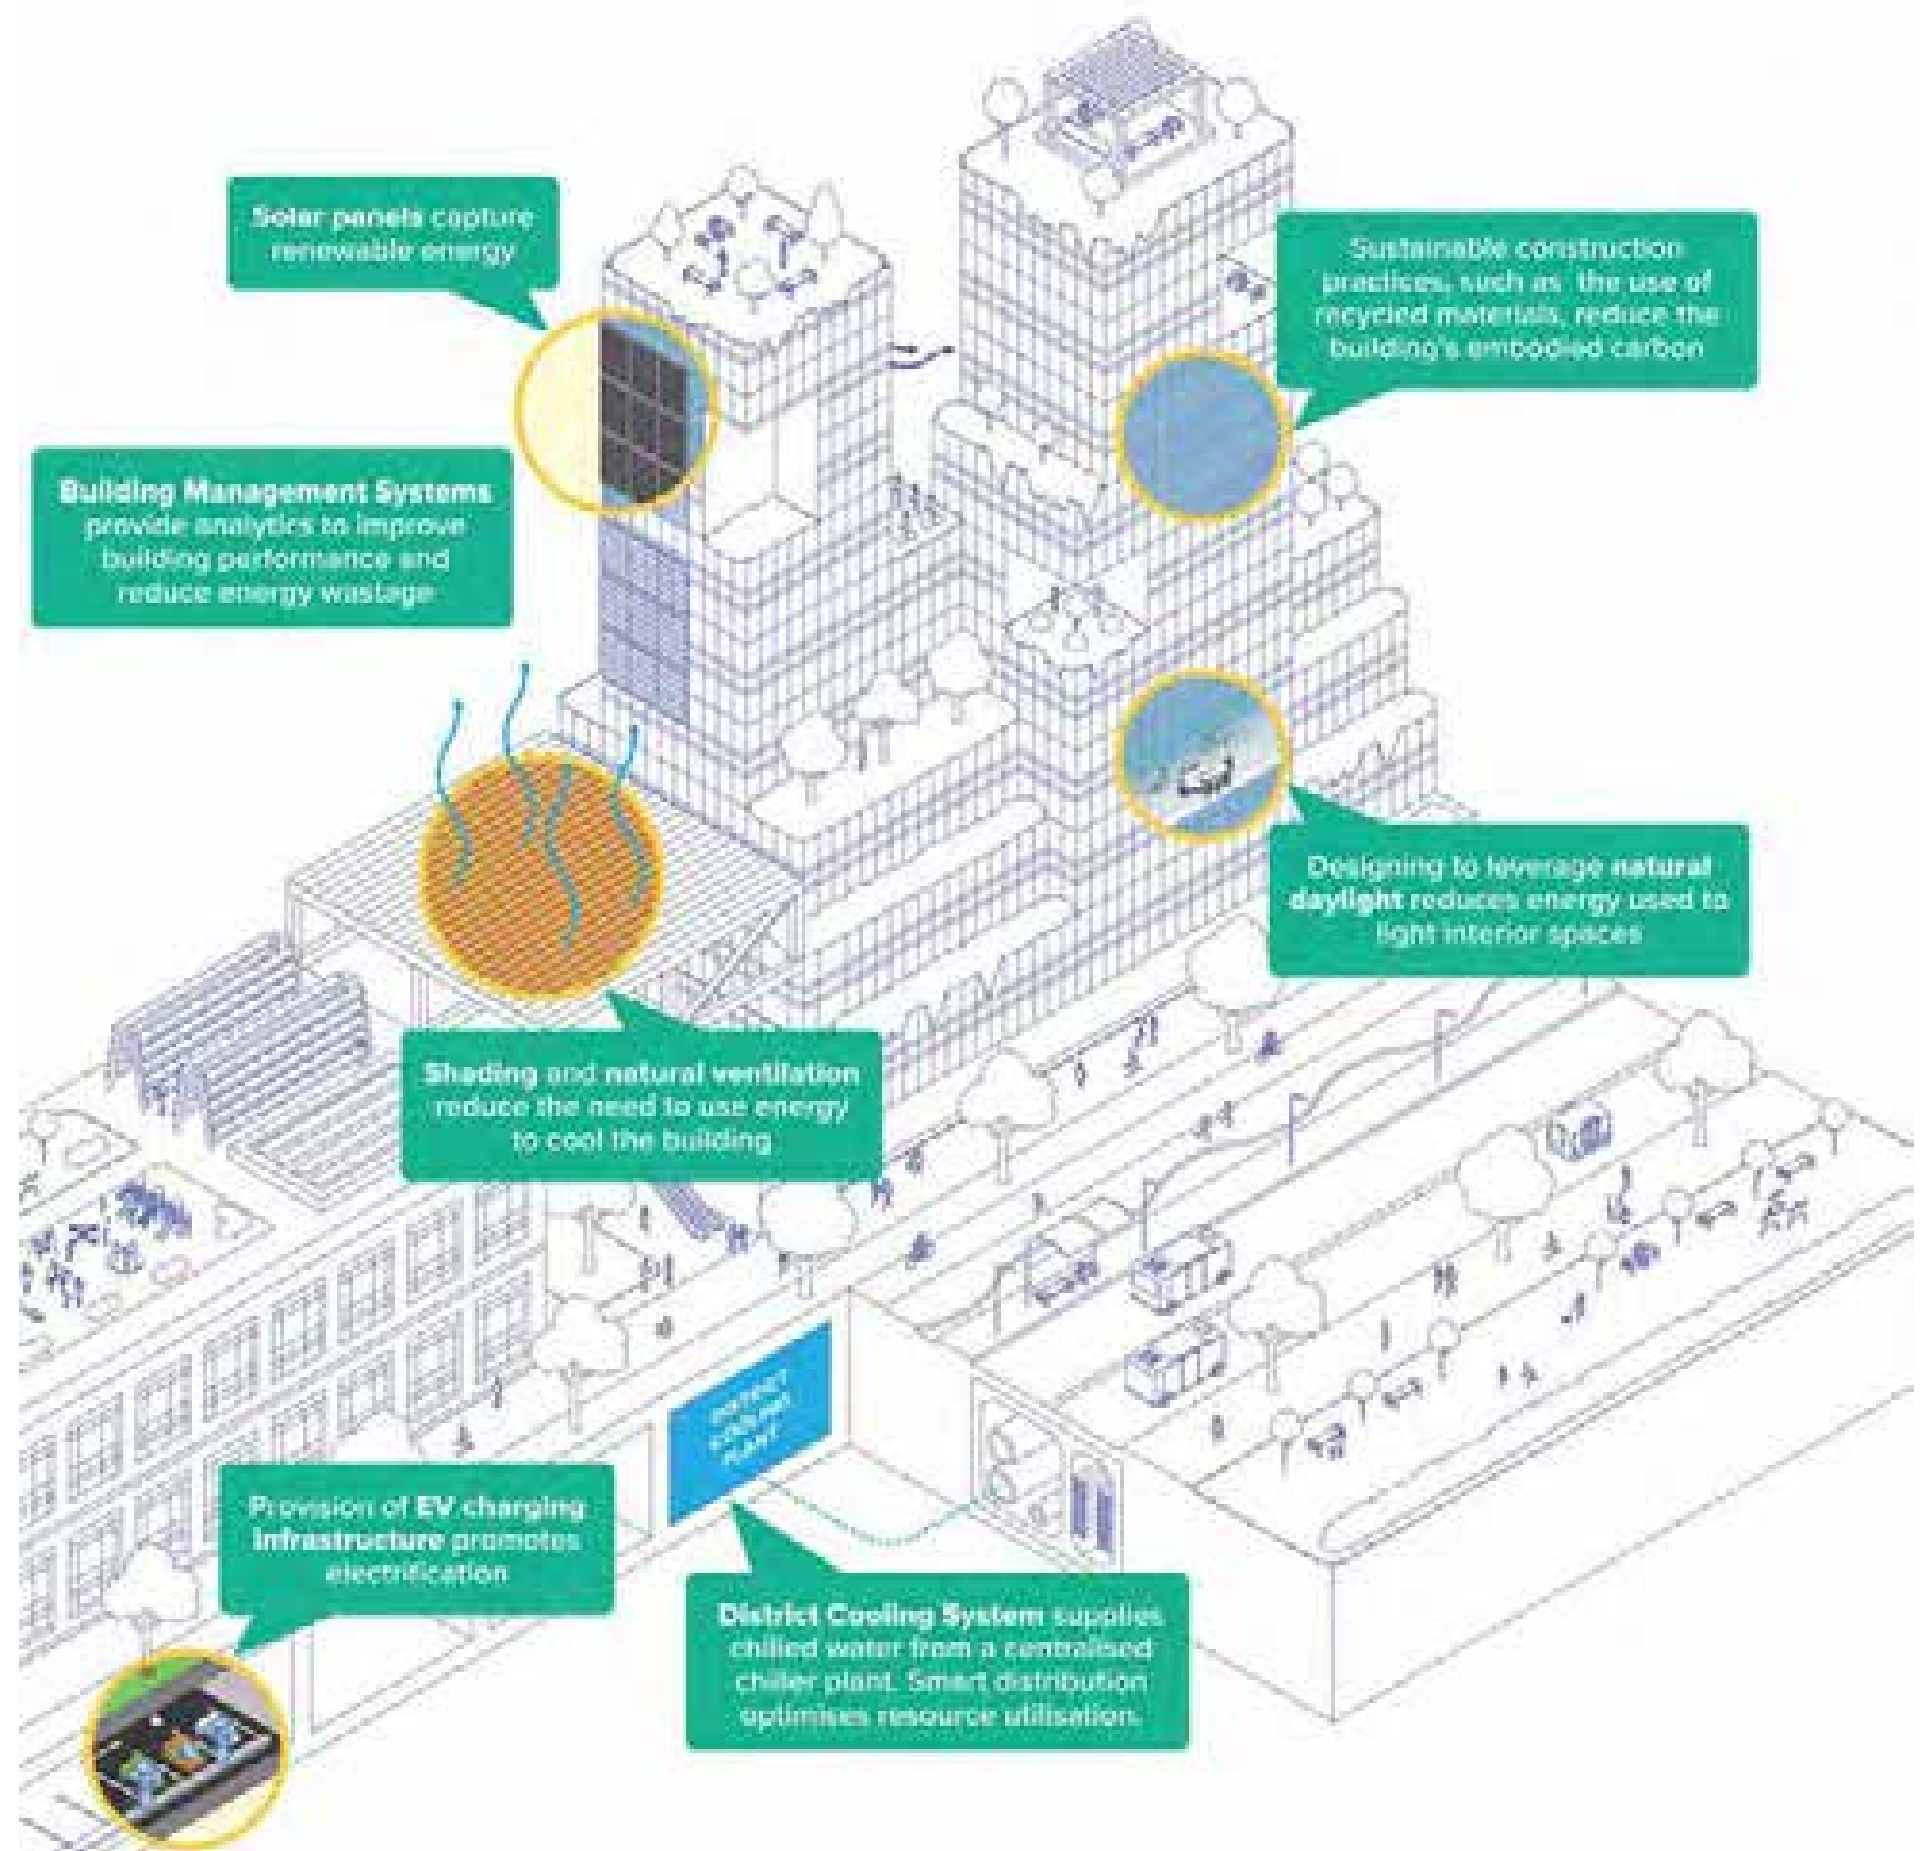 Solar panels capture
renewable energy
Sustainable construction
practices, such as the use of
recycled materials, reduce the
building's embodied carbon
Building Management Systems
provide analytics to improve
building performance and
reduce energy wastage
Designing to leverage natural
daylight reduces energy used to
light interior spaces
Shading and natural ventilation
reduce the need to use energy
to cool the building
DISTRICT
COOLING
PLANT
Provision of EV charging
infrastructure promotes
electrification
District Cooling System supplies
chilled water from a centralised
chiller plant. Smart distribution
optimises resource utilisation.